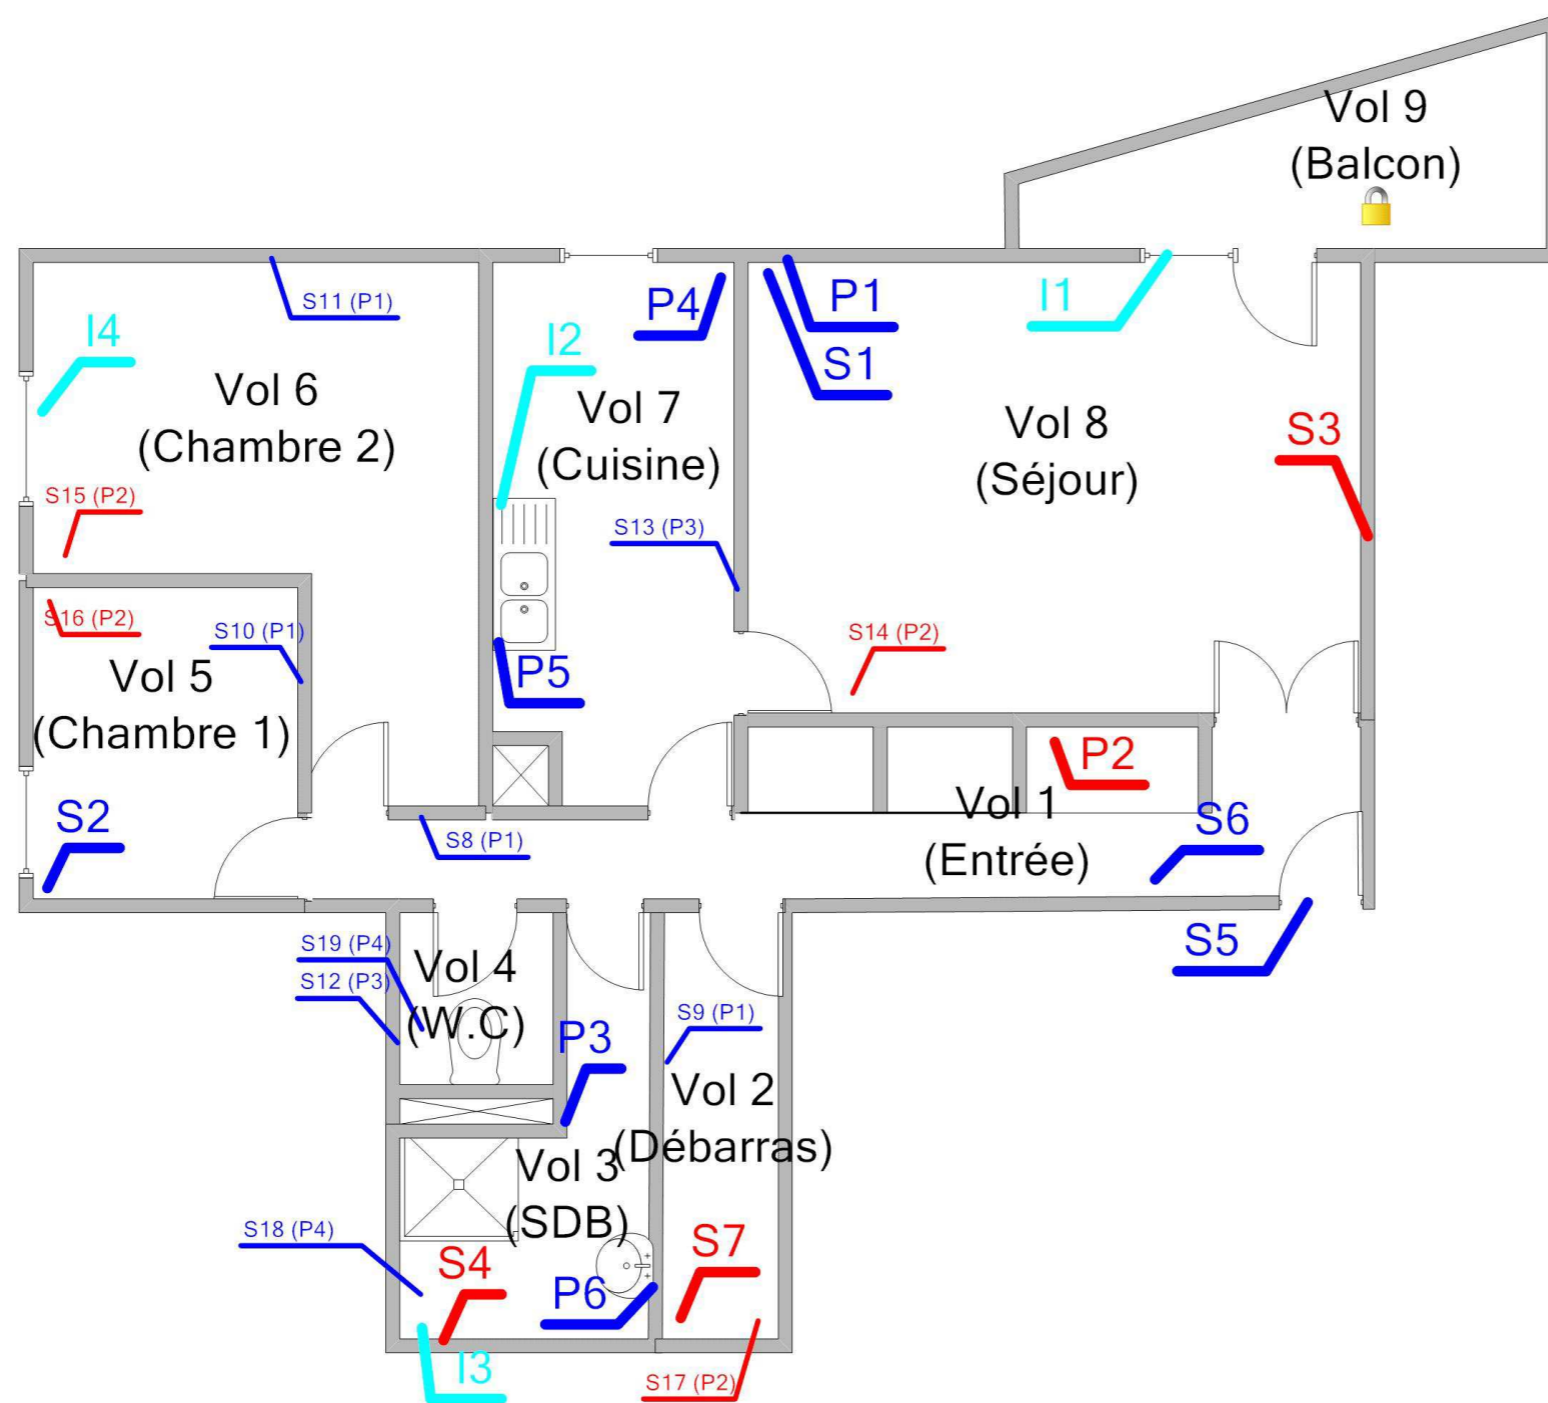 Vol 9
(Balcon)
S11 (P1)
P4
P1
I1
I4
I2
S1
Vol 6
(Chambre 2)
Vol 7
(Cuisine)
Vol 8
(Séjour)
S3
S15 (P2)
S13 (P3)
S16 (P2)
S10 (P1)
S14 (P2)
Vol 5
(Chambre 1)
P5
P2
S2
S8 (P1)
Vol 1
(Entrée)
S6
S5
S19 (P4)
S12 (P3)
Vol 4
(W.C)
P3
S9 (P1)
Vol 2
(Débarras)
Vol 3
(SDB)
S18 (P4)
S4
P6
S7
I3
S17 (P2)